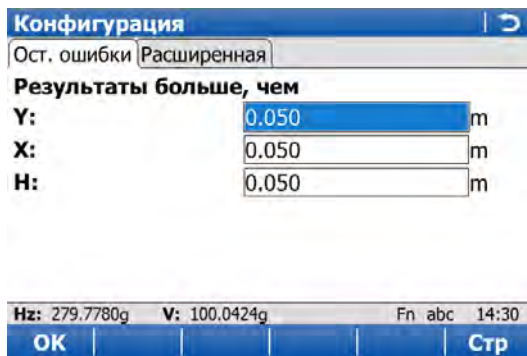 Конфигурация
Ост. ошибки Расширенная
Результаты больше, чем
Y: 0.050 m
X: 0.050 m
H: 0.050 m
Hz: 279.7780g V: 100.0424g Fn abc 14:30
OK Стр